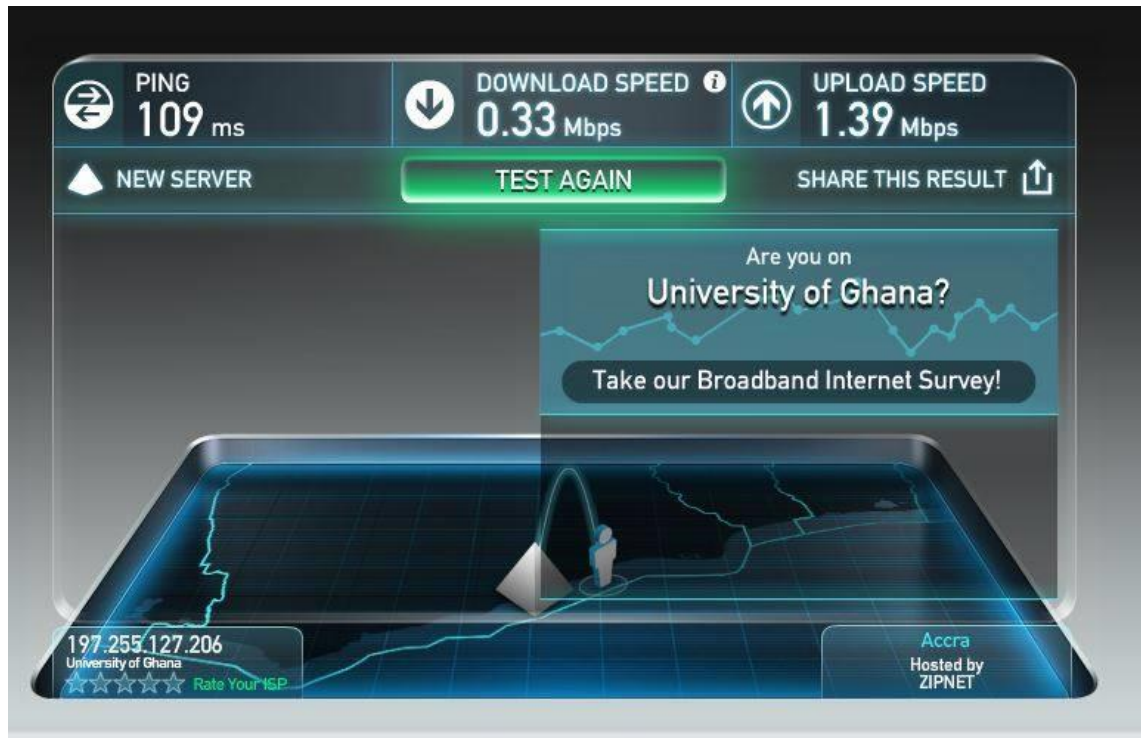 PING
109 ms
DOWNLOAD SPEED i
0.33 Mbps
UPLOAD SPEED
1.39 Mbps
NEW SERVER
TEST AGAIN
SHARE THIS RESULT
Are you on
University of Ghana?
Take our Broadband Internet Survey!
197.255.127.206
University of Ghana
Rate Your ISP
Accra
Hosted by
ZIPNET